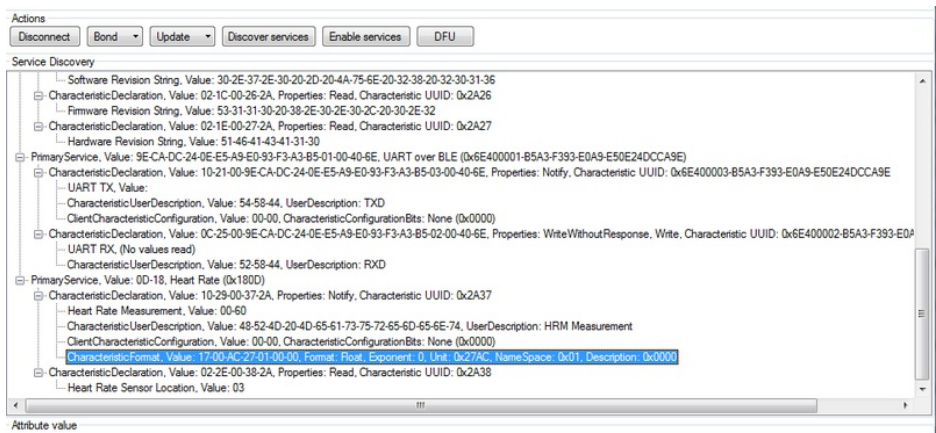 Actions
Disconnect Bond Update Discover services Enable services DFU
Service Discovery
Software Revision String, Value: 30-2E-37-2E-30-20-2D-20-4A-75-6E-20-32-38-20-32-30-31-36
CharacteristicDeclaration, Value: 02-1C-00-26-2A, Properties: Read, Characteristic UUID: 0x2A26
Firmware Revision String, Value: 53-31-31-30-20-38-2E-30-2E-30-2C-20-30-2E-32
CharacteristicDeclaration, Value: 02-1E-00-27-2A, Properties: Read, Characteristic UUID: 0x2A27
Hardware Revision String, Value: 51-46-41-43-41-31-30
PrimaryService, Value: 9E-CA-DC-24-0E-E5-A9-E0-93-F3-A3-B5-01-00-40-6E, UART over BLE (0x6E400001-B5A3-F393-E0A9-E50E24DCCA9E)
CharacteristicDeclaration, Value: 10-21-00-9E-CA-DC-24-0E-E5-A9-E0-93-F3-A3-B5-03-00-40-6E, Properties: Notify, Characteristic UUID: 0x6E400003-B5A3-F393-E0A9-E50E24DCCA9E
UART TX, Value:
CharacteristicUserDescription, Value: 54-58-44, UserDescription: TXD
ClientCharacteristicConfiguration, Value: 00-00, CharacteristicConfigurationBits: None (0x0000)
CharacteristicDeclaration, Value: 0C-25-00-9E-CA-DC-24-0E-E5-A9-E0-93-F3-A3-B5-02-00-40-6E, Properties: WriteWithoutResponse, Write, Characteristic UUID: 0x6E400002-B5A3-F393-E0A
UART RX, (No values read)
CharacteristicUserDescription, Value: 52-58-44, UserDescription: RXD
PrimaryService, Value: 0D-18, Heart Rate (0x180D)
CharacteristicDeclaration, Value: 10-29-00-37-2A, Properties: Notify, Characteristic UUID: 0x2A37
Heart Rate Measurement, Value: 00-60
CharacteristicUserDescription, Value: 48-52-4D-20-4D-65-61-73-75-72-65-6D-65-6E-74, UserDescription: HRM Measurement
ClientCharacteristicConfiguration, Value: 00-00, CharacteristicConfigurationBits: None (0x0000)
CharacteristicFormat, Value: 17-00-AC-27-01-00-00, Format: Float, Exponent: 0, Unit: 0x27AC, NameSpace: 0x01, Description: 0x0000
CharacteristicDeclaration, Value: 02-2E-00-38-2A, Properties: Read, Characteristic UUID: 0x2A38
Heart Rate Sensor Location, Value: 03
Attribute value